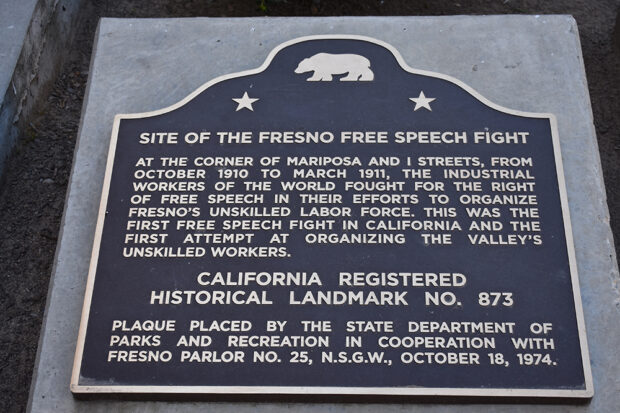 SITE OF THE FRESNO FREE SPEECH FIGHT
AT THE CORNER OF MARIPOSA AND I STREETS, FROM
OCTOBER 1910 TO MARCH 1911, THE INDUSTRIAL
WORKERS OF THE WORLD FOUGHT FOR THE RIGHT
OF FREE SPEECH IN THEIR EFFORTS TO ORGANIZE
FRESNO'S UNSKILLED LABOR FORCE. THIS WAS THE
FIRST FREE SPEECH FIGHT IN CALIFORNIA AND THE
FIRST ATTEMPT AT ORGANIZING THE VALLEY'S
UNSKILLED WORKERS.
CALIFORNIA REGISTERED
HISTORICAL LANDMARK NO. 873
PLAQUE PLACED BY THE STATE DEPARTMENT OF
PARKS AND RECREATION IN COOPERATION WITH
FRESNO PARLOR NO. 25, N.S.G.W., OCTOBER 18, 1974.